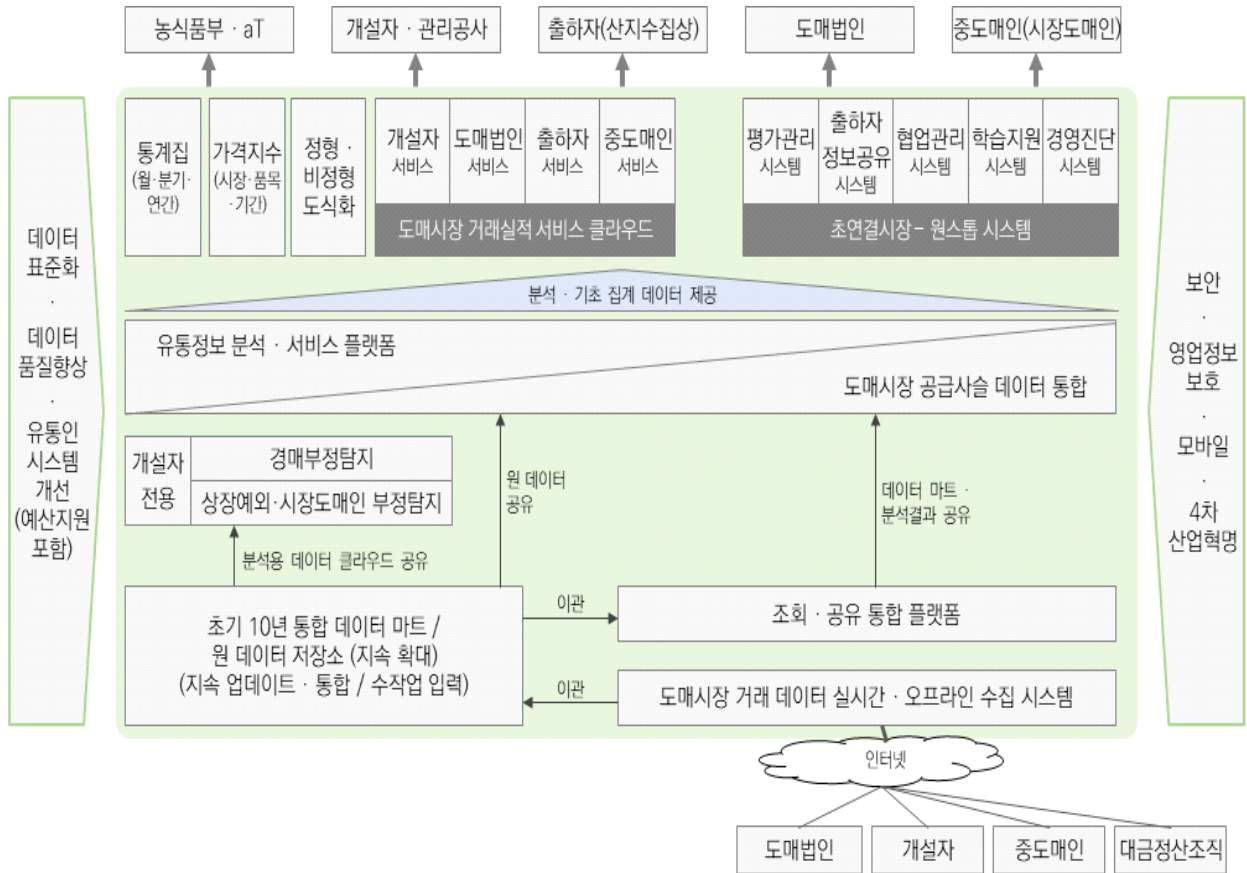 농식품부 · aT
개설자 · 관리공사
출하자(산지수집상)
도매법인
중도매인(시장도매인)
데이터
표준화
·
데이터
품질향상
·
유통인
시스템
개선
(예산지원
포함)
통계집
(월·분기·
연간)
가격지수
(시장·품목
·기간)
정형 ·
비정형
도식화
개설자
서비스
도매법인
서비스
출하자
서비스
중도매인
서비스
도매시장 거래실적 서비스 클라우드
평가관리
시스템
출하자
정보공유
시스템
협업관리
시스템
학습지원
시스템
경영진단
시스템
초연결시장 - 원스톱 시스템
분석 · 기초 집계 데이터 제공
유통정보 분석 · 서비스 플랫폼
도매시장 공급사슬 데이터 통합
개설자
전용
경매부정탐지
상장예외·시장도매인 부정탐지
원 데이터
공유
데이터 마트 ·
분석결과 공유
분석용 데이터 클라우드 공유
초기 10년 통합 데이터 마트 /
원 데이터 저장소 (지속 확대)
(지속 업데이트 · 통합 / 수작업 입력)
이관
조회 · 공유 통합 플랫폼
이관
도매시장 거래 데이터 실시간 · 오프라인 수집 시스템
보안
·
영업정보
보호
·
모바일
·
4차
산업혁명
인터넷
도매법인
개설자
중도매인
대금정산조직